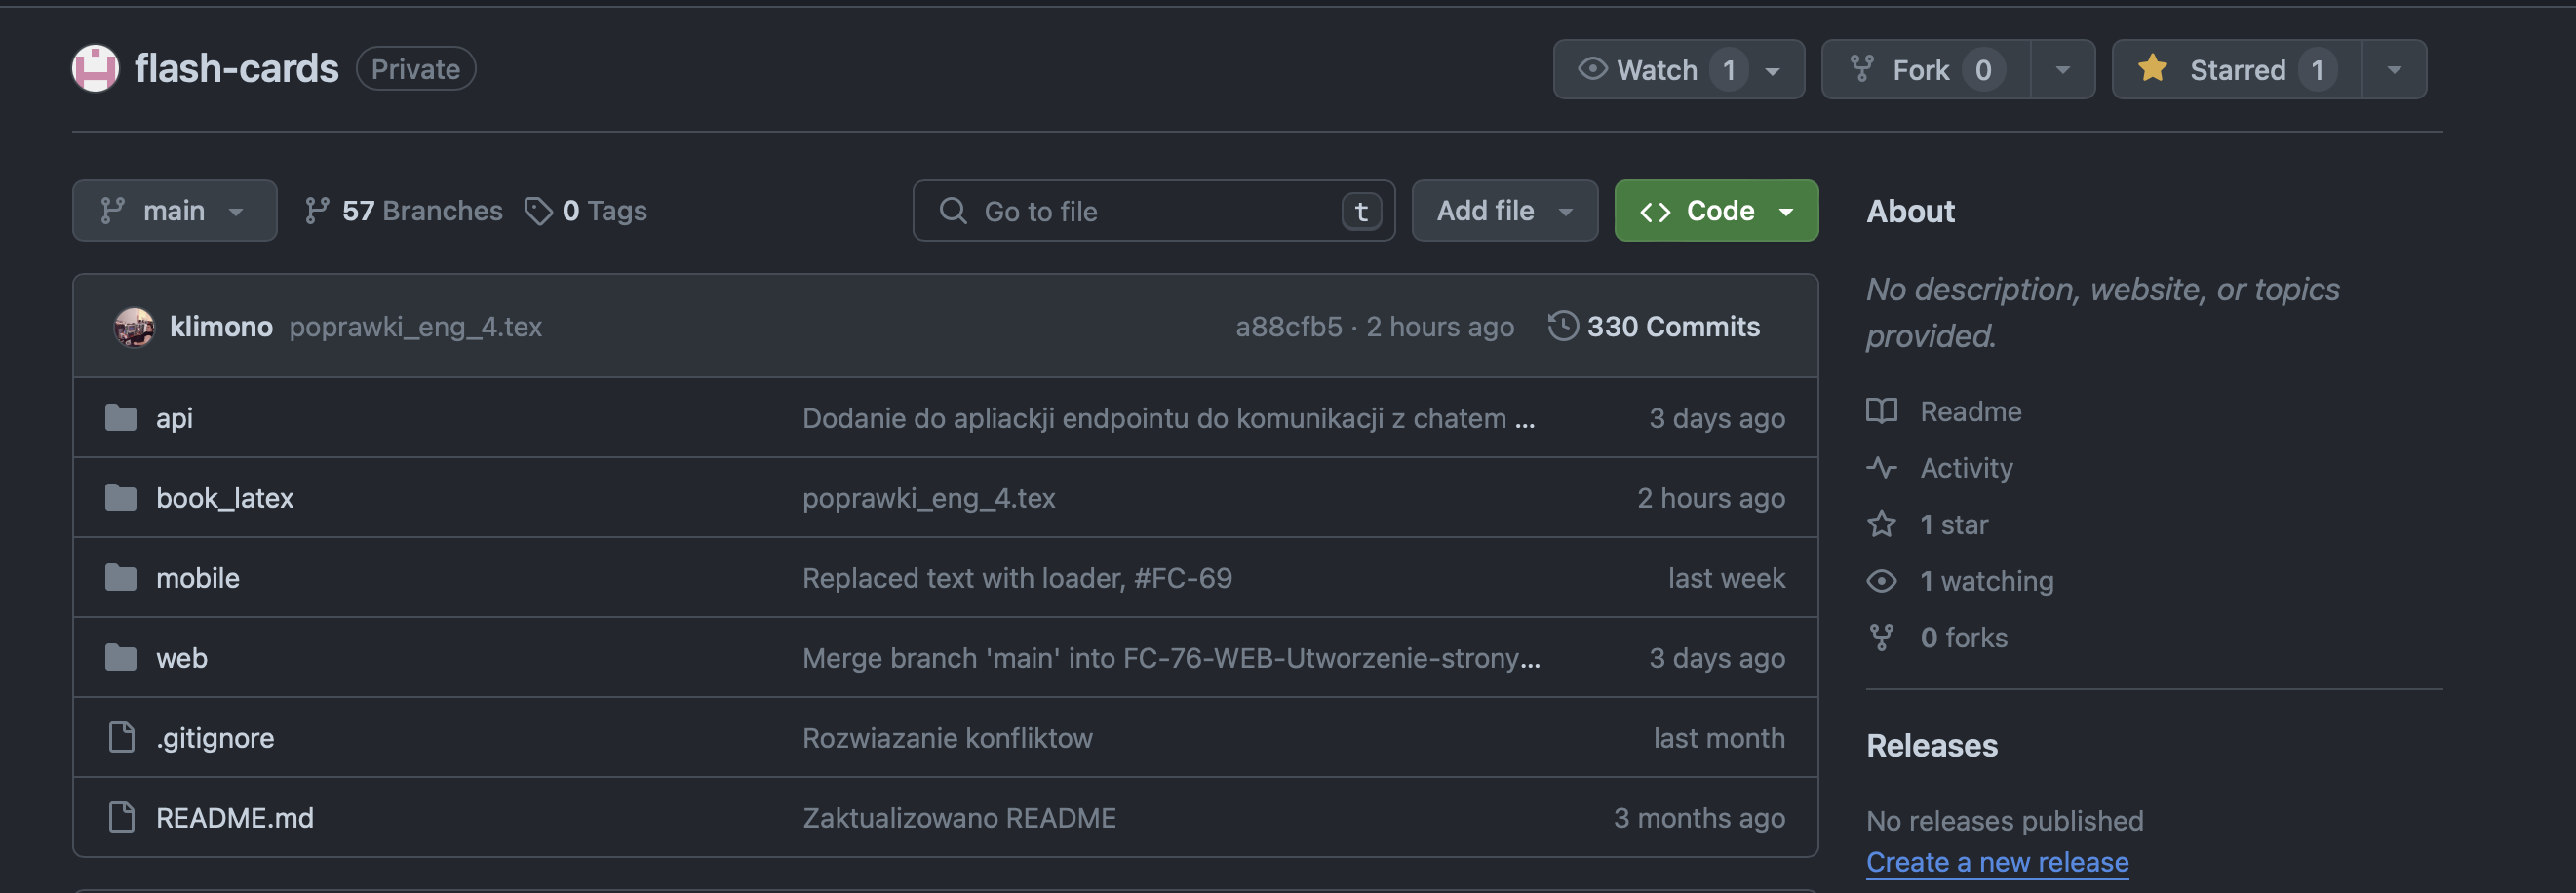 flash-cards Private Watch 1 Fork 0 Starred 1
main 57 Branches 0 Tags Go to file t Add file Code
klimono poprawki_eng_4.tex a88cfb5 · 2 hours ago 330 Commits
api Dodanie do apliackji endpointu do komunikacji z chatem ... 3 days ago
book_latex poprawki_eng_4.tex 2 hours ago
mobile Replaced text with loader, #FC-69 last week
web Merge branch 'main' into FC-76-WEB-Utworzenie-strony... 3 days ago
.gitignore Rozwiazanie konfliktow last month
README.md Zaktualizowano README 3 months ago
About
No description, website, or topics
provided.
Readme
Activity
1 star
1 watching
0 forks
Releases
No releases published
Create a new release